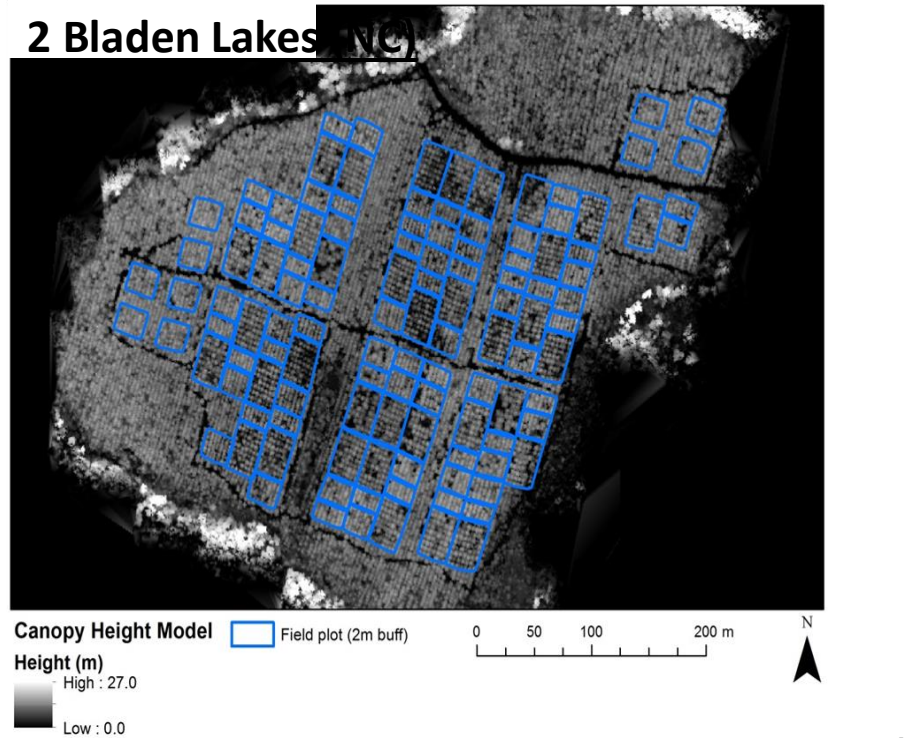 2 Bladen Lakes (NC)
Canopy Height Model
Field plot (2m buff)
0 50 100 200 m
N
Height (m)
High : 27.0
Low : 0.0